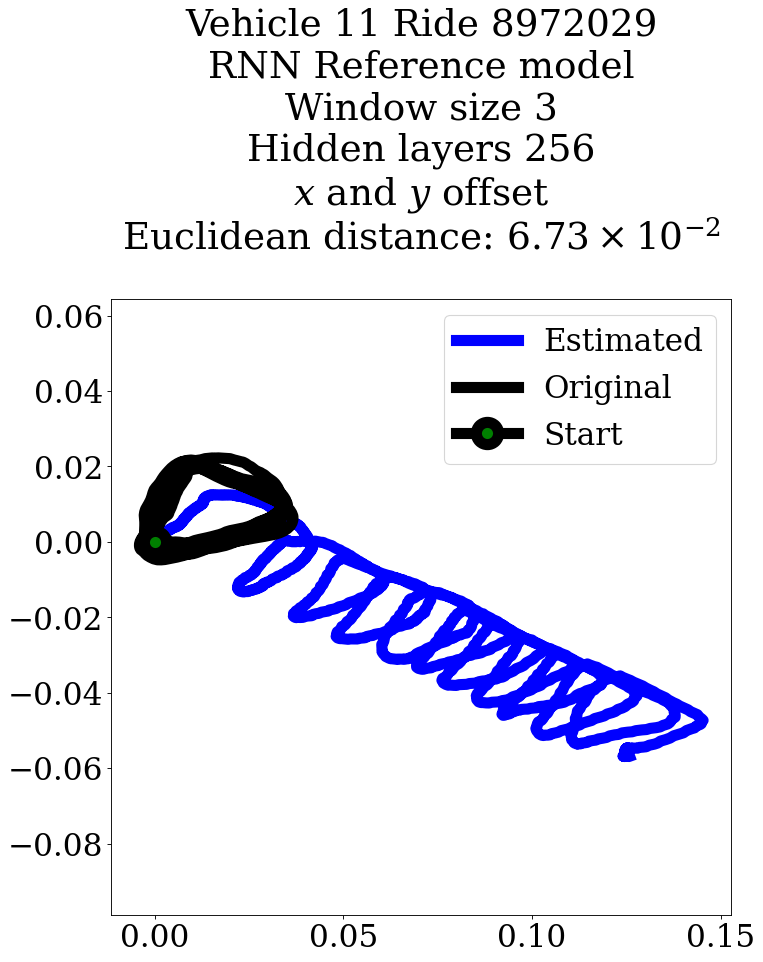 Vehicle 11 Ride 8972029
RNN Reference model
Window size 3
Hidden layers 256
x and y offset
Euclidean distance: 6.73 × 10⁻²
Estimated
Original
Start
0.06
0.04
0.02
0.00
−0.02
−0.04
−0.06
−0.08
0.00 0.05 0.10 0.15